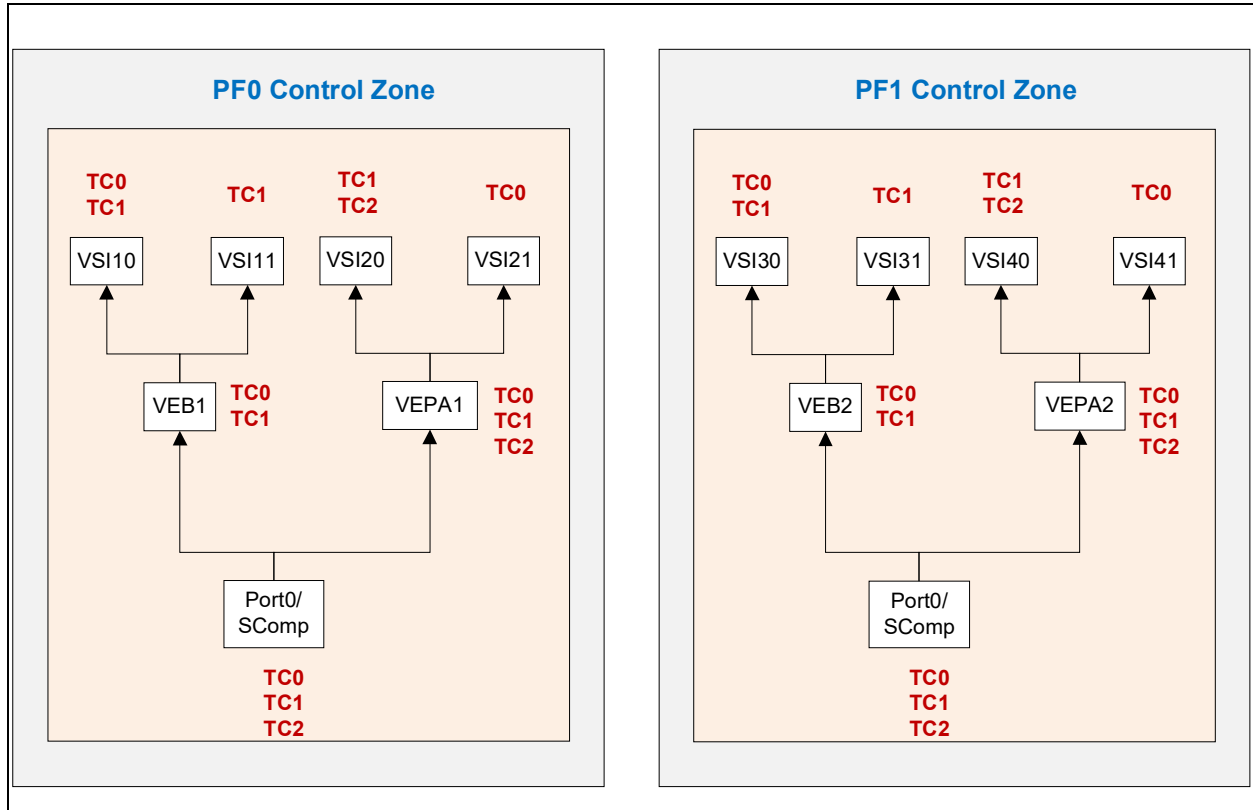 PF0 Control Zone
TC0
TC1
TC1
TC1
TC2
TC0
VSI10
VSI11
VSI20
VSI21
VEB1
TC0
TC1
VEPA1
TC0
TC1
TC2
Port0/
SComp
TC0
TC1
TC2
PF1 Control Zone
TC0
TC1
TC1
TC1
TC2
TC0
VSI30
VSI31
VSI40
VSI41
VEB2
TC0
TC1
VEPA2
TC0
TC1
TC2
Port0/
SComp
TC0
TC1
TC2